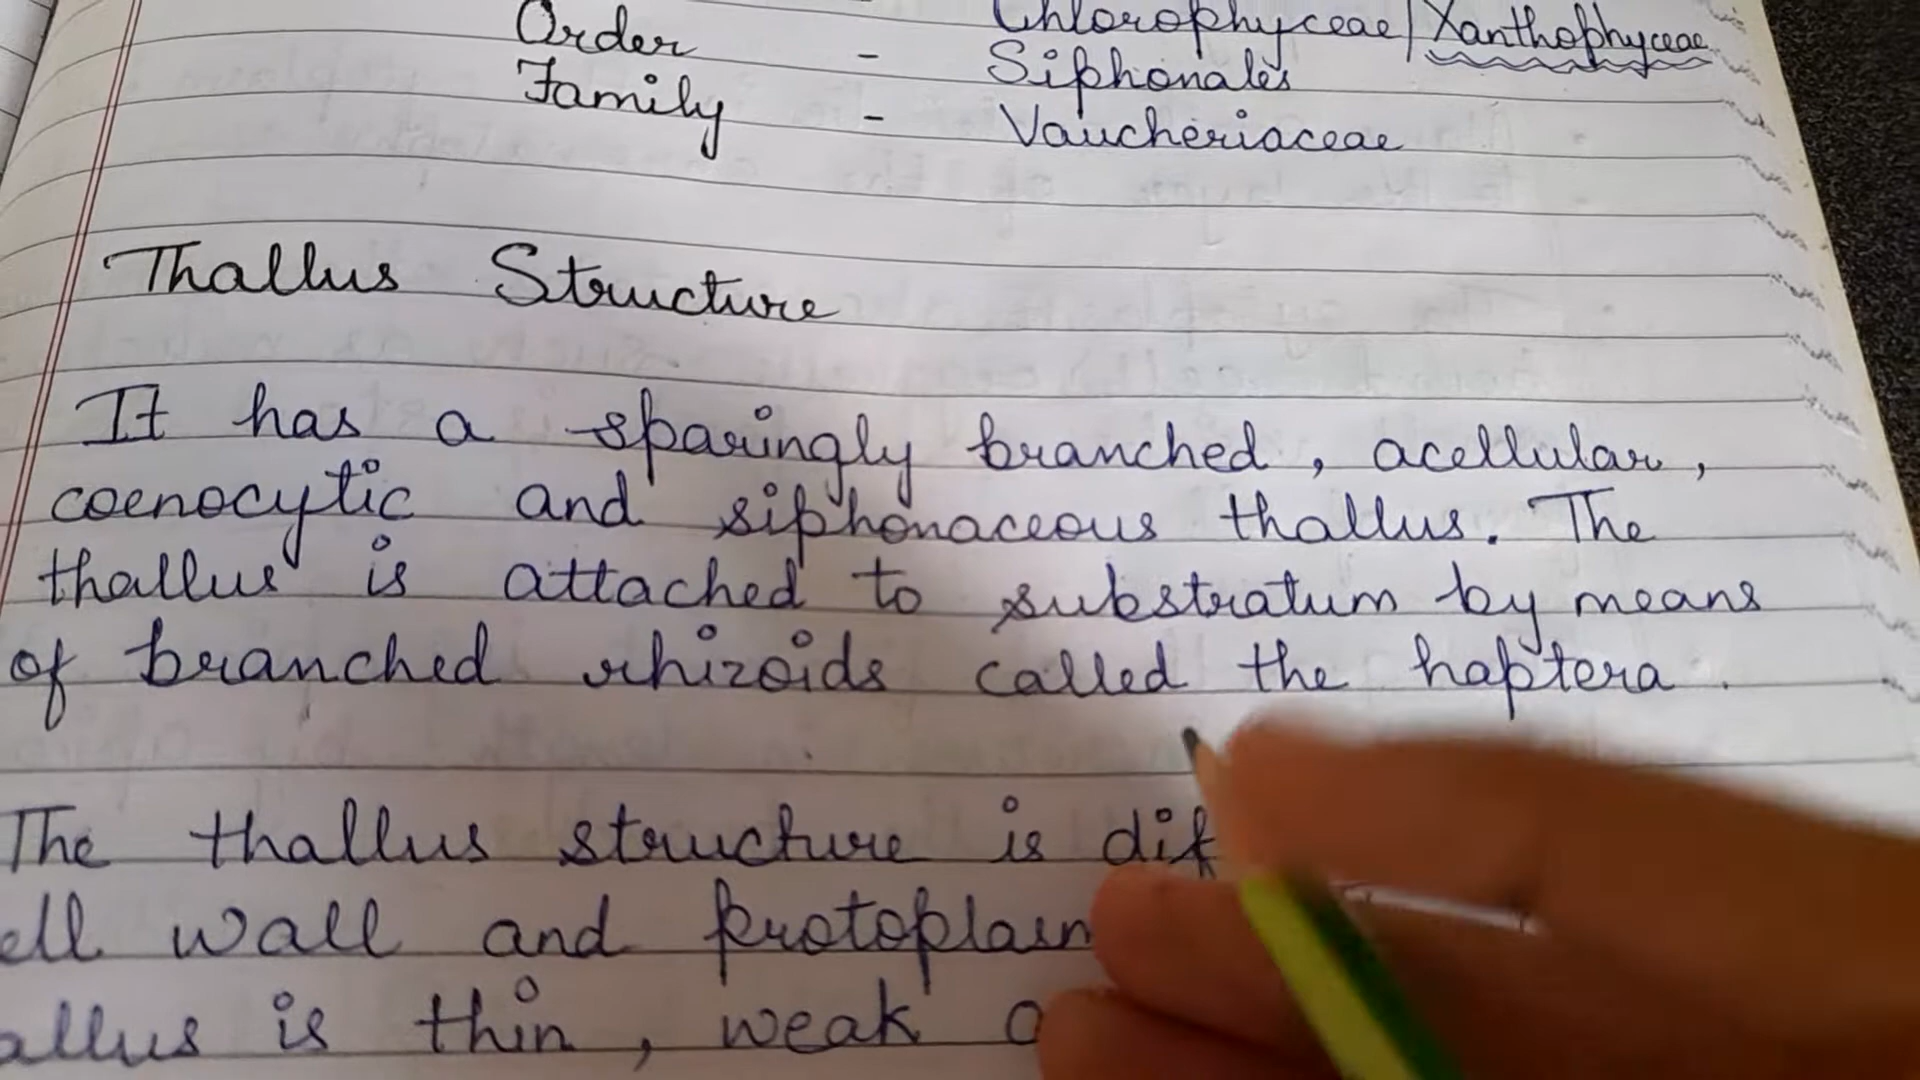 Chlorophyceae/Xanthophyceae
Order - Siphonales
Family - Vaucheriaceae
Thallus Structure
It has a sparingly branched, acellular,
coenocytic and siphonaceous thallus. The
thallus is attached to substratum by means
of branched rhizoids called the haptera.
The thallus structure is dif
ell wall and protoplasm
allus is thin, weak